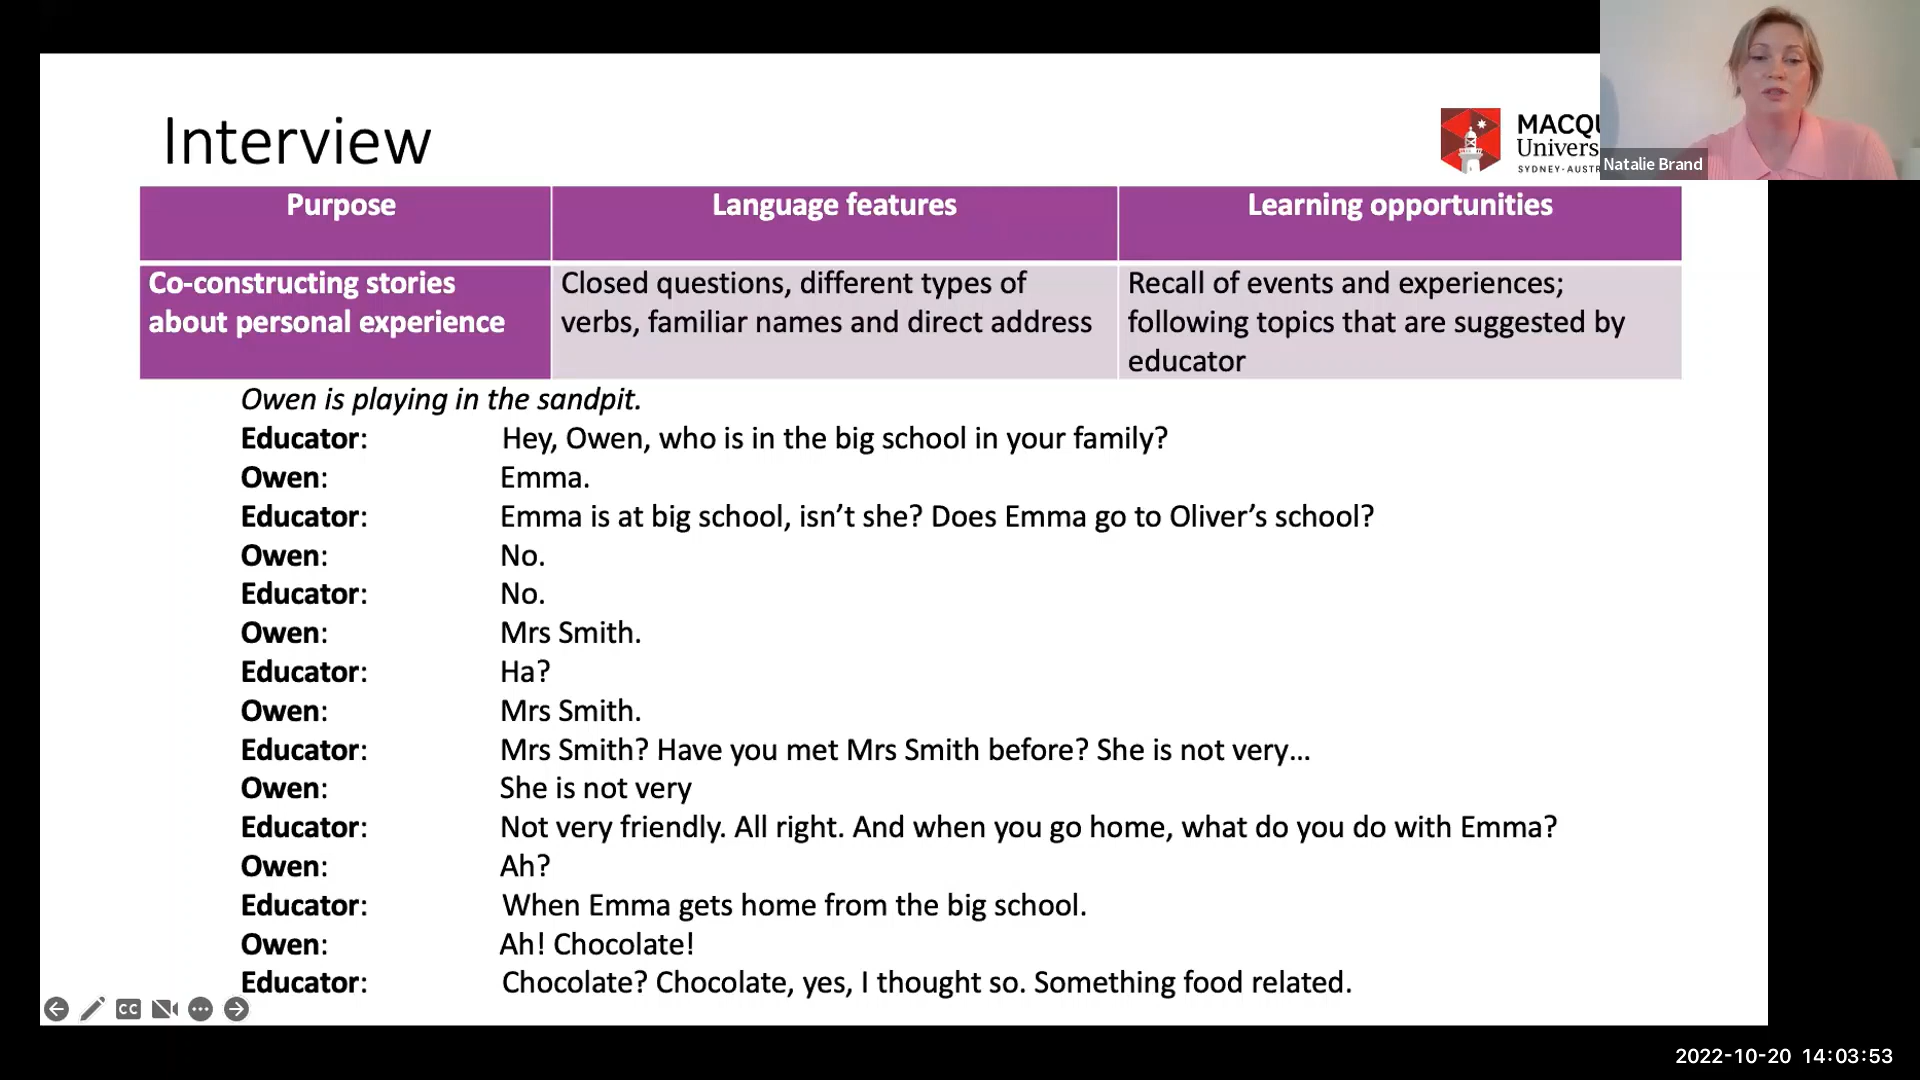 Interview
MACQU
Univers
SYDNEY·AUSTR
Natalie Brand
Purpose
Language features
Learning opportunities
Co-constructing stories
about personal experience
Closed questions, different types of
verbs, familiar names and direct address
Recall of events and experiences;
following topics that are suggested by
educator
Owen is playing in the sandpit.
Educator: Hey, Owen, who is in the big school in your family?
Owen: Emma.
Educator: Emma is at big school, isn’t she? Does Emma go to Oliver’s school?
Owen: No.
Educator: No.
Owen: Mrs Smith.
Educator: Ha?
Owen: Mrs Smith.
Educator: Mrs Smith? Have you met Mrs Smith before? She is not very…
Owen: She is not very
Educator: Not very friendly. All right. And when you go home, what do you do with Emma?
Owen: Ah?
Educator: When Emma gets home from the big school.
Owen: Ah! Chocolate!
Educator: Chocolate? Chocolate, yes, I thought so. Something food related.
CC
2022-10-20 14:03:53